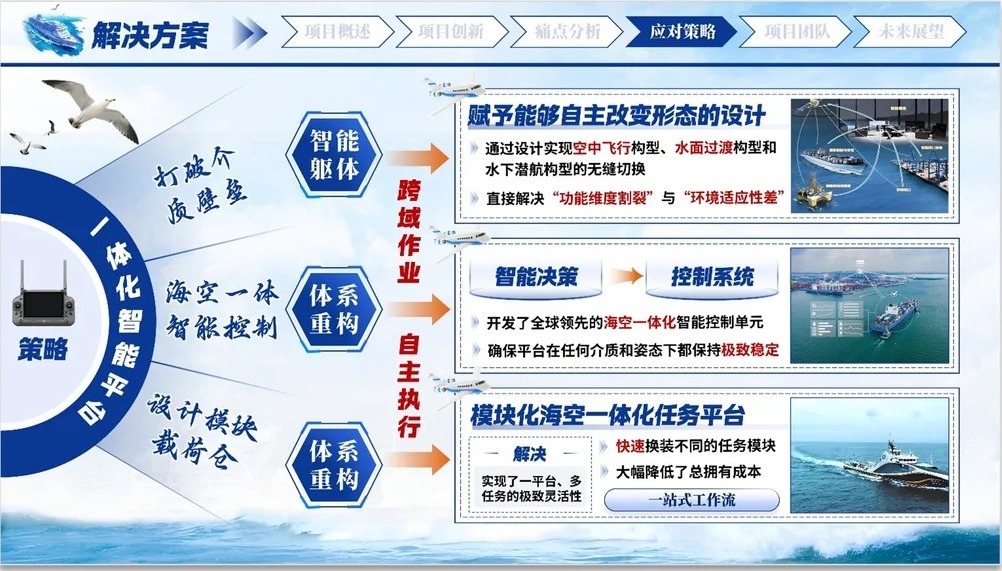 解决方案
项目概述
项目创新
痛点分析
应对策略
项目团队
未来展望
策略
一体化智能平台
打破介
质壁垒
海空一体
智能控制
设计模块
载荷仓
智能
躯体
体系
重构
体系
重构
跨域作业
自主执行
赋予能够自主改变形态的设计
通过设计实现空中飞行构型、水面过渡构型和
水下潜航构型的无缝切换
直接解决“功能维度割裂”与“环境适应性差”
智能决策
控制系统
开发了全球领先的海空一体化智能控制单元
确保平台在任何介质和姿态下都保持极致稳定
模块化海空一体化任务平台
解决
实现了一平台、多
任务的极致灵活性
快速换装不同的任务模块
大幅降低了总拥有成本
一站式工作流